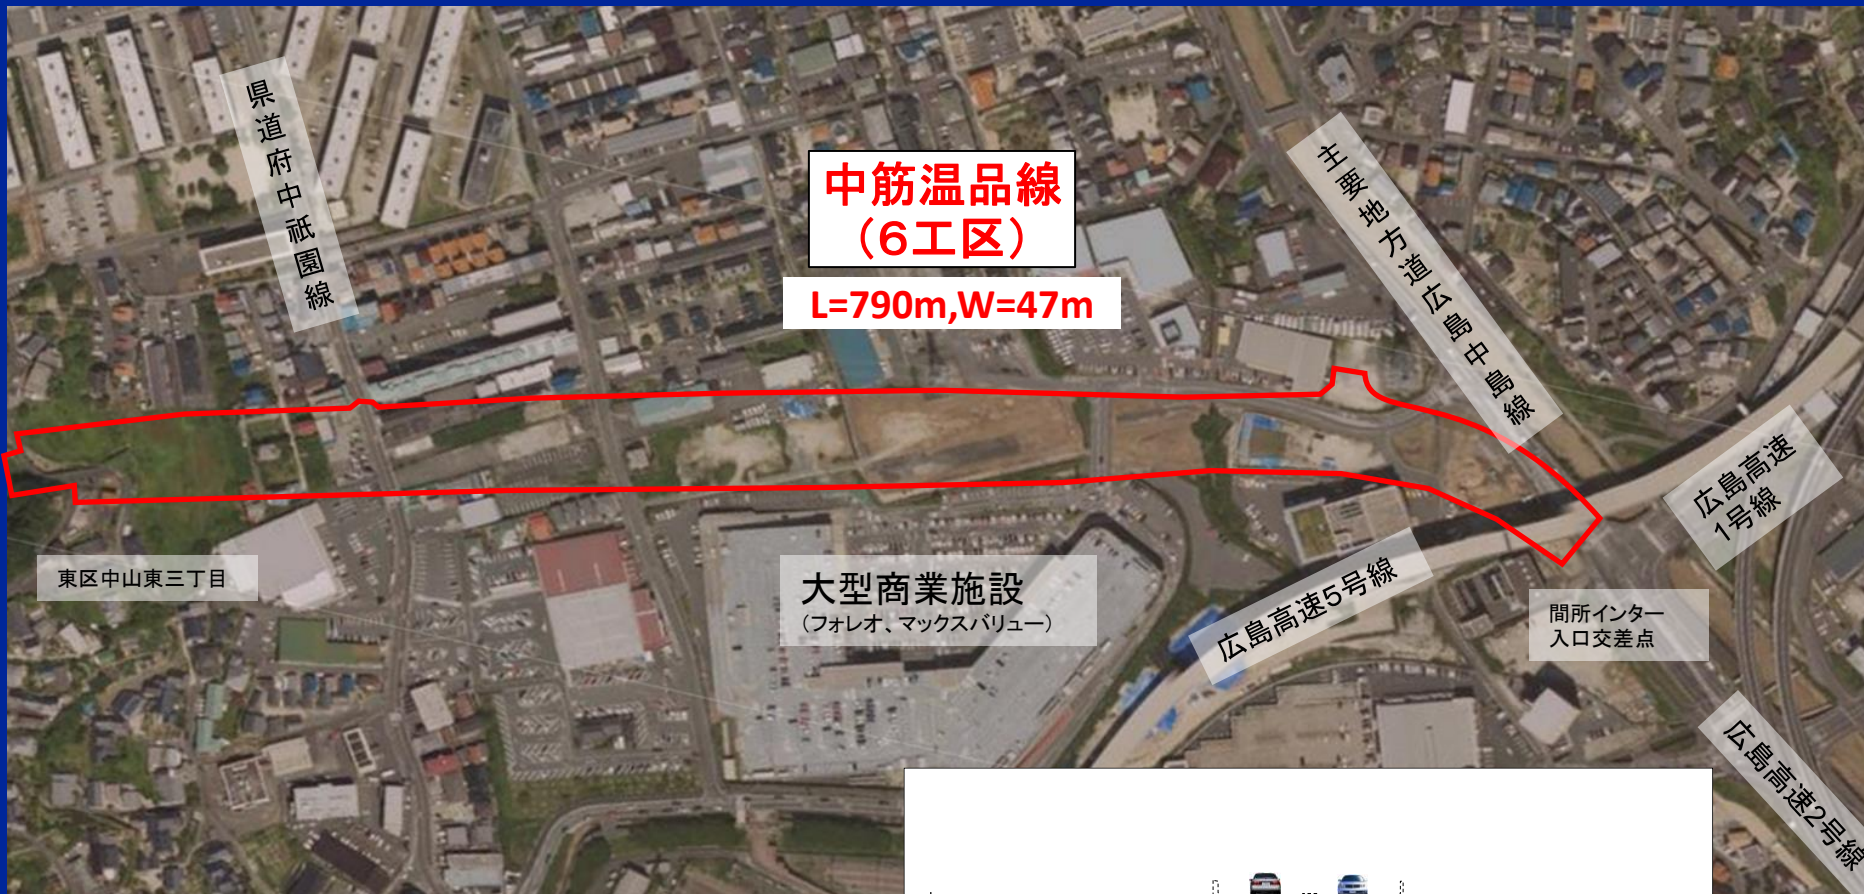 県道府中祇園線
中筋温品線
（6工区）
L=790m,W=47m
主要地方道広島中島線
広島高速
1号線
東区中山東三丁目
大型商業施設
（フォレオ、マックスバリュー）
広島高速5号線
間所インター
入口交差点
広島高速2号線